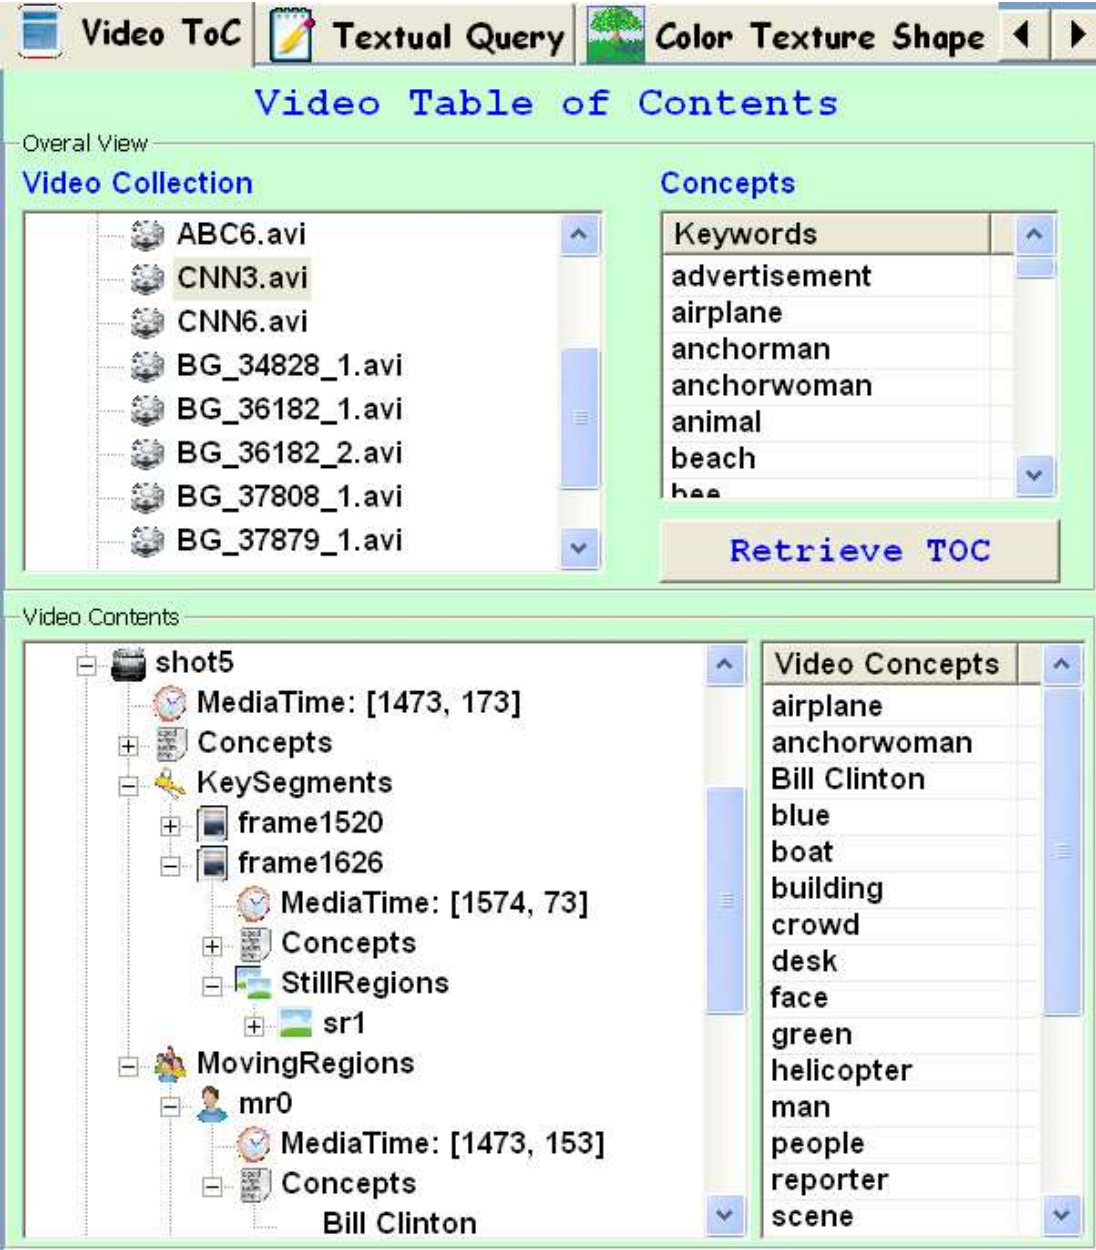 Video ToC Textual Query Color Texture Shape
Video Table of Contents
Overal View
Video Collection
ABC6.avi
CNN3.avi
CNN6.avi
BG_34828_1.avi
BG_36182_1.avi
BG_36182_2.avi
BG_37808_1.avi
BG_37879_1.avi
Concepts
Keywords
advertisement
airplane
anchorman
anchorwoman
animal
beach
bee
Retrieve TOC
Video Contents
shot5
MediaTime: [1473, 173]
Concepts
KeySegments
frame1520
frame1626
MediaTime: [1574, 73]
Concepts
StillRegions
sr1
MovingRegions
mr0
MediaTime: [1473, 153]
Concepts
Bill Clinton
Video Concepts
airplane
anchorwoman
Bill Clinton
blue
boat
building
crowd
desk
face
green
helicopter
man
people
reporter
scene